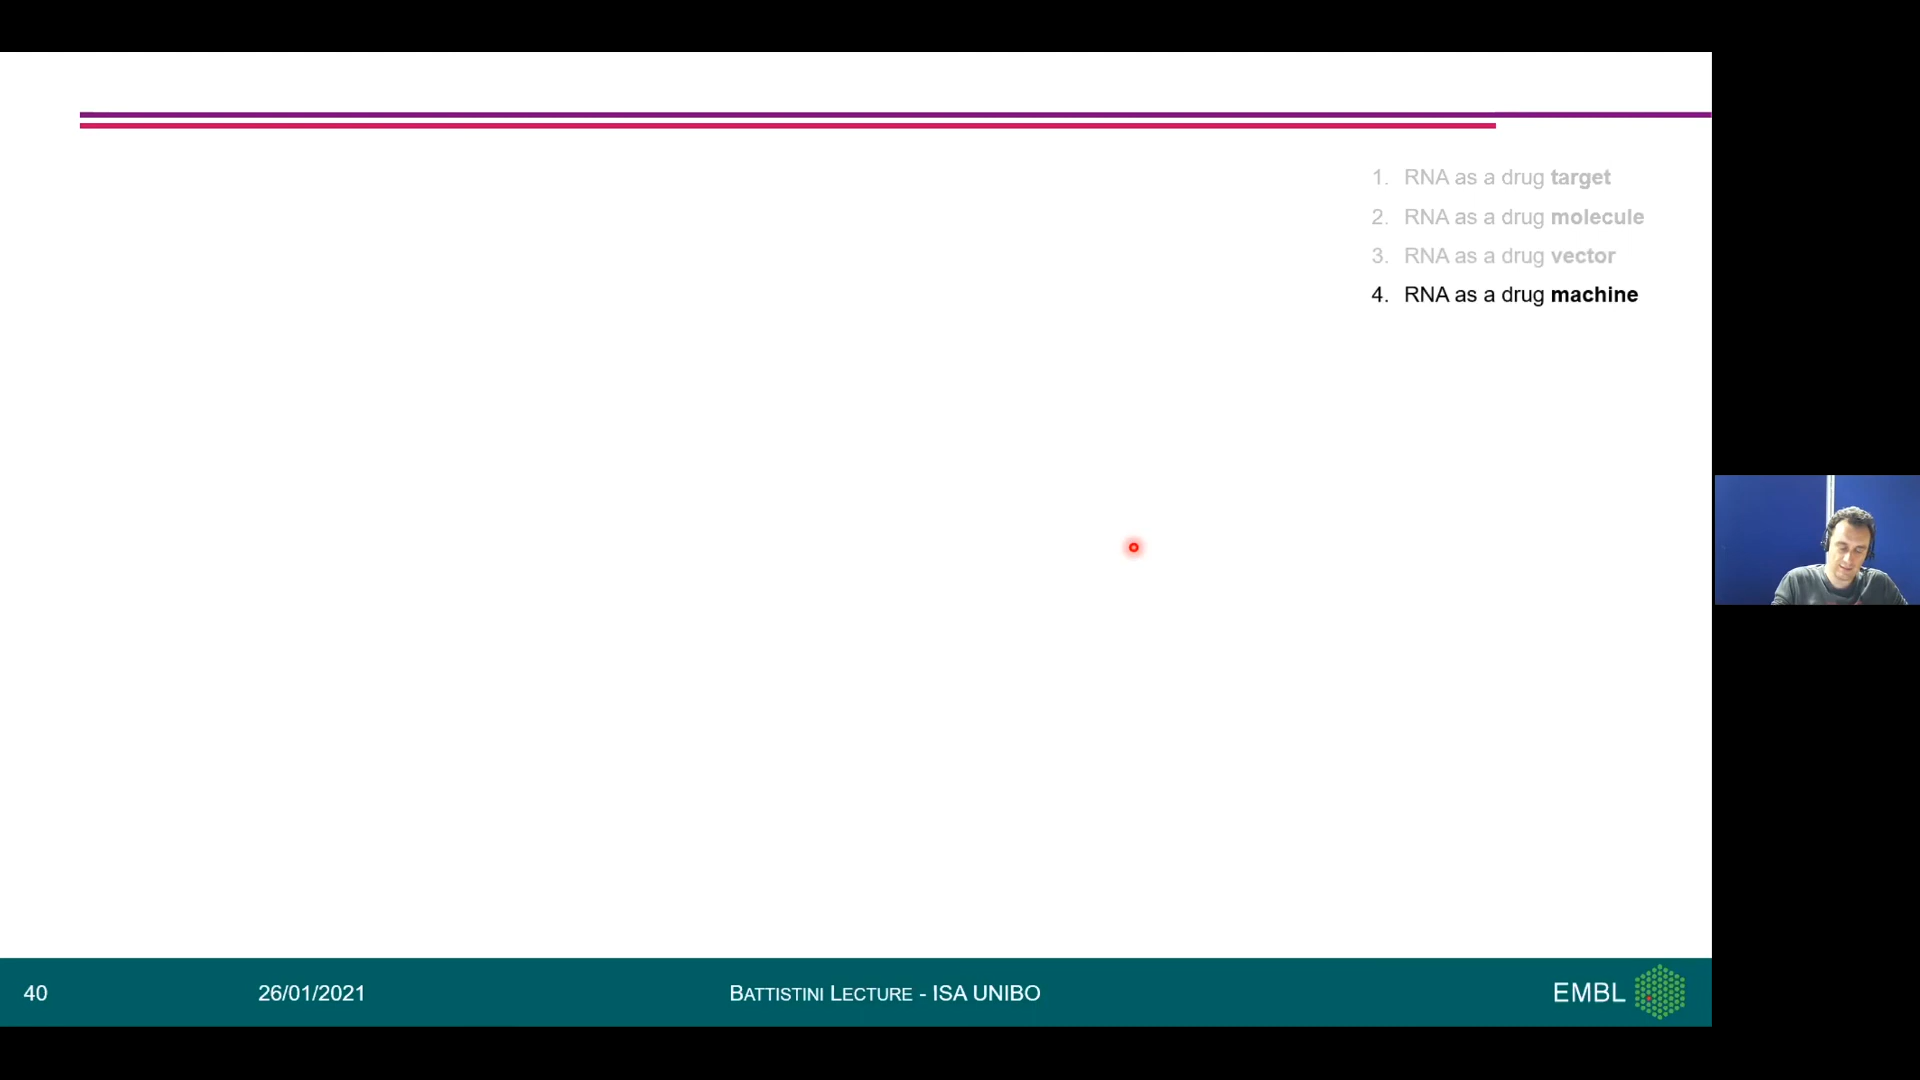 1. RNA as a drug target
2. RNA as a drug molecule
3. RNA as a drug vector
4. RNA as a drug machine
40 26/01/2021 BATTISTINI LECTURE - ISA UNIBO EMBL